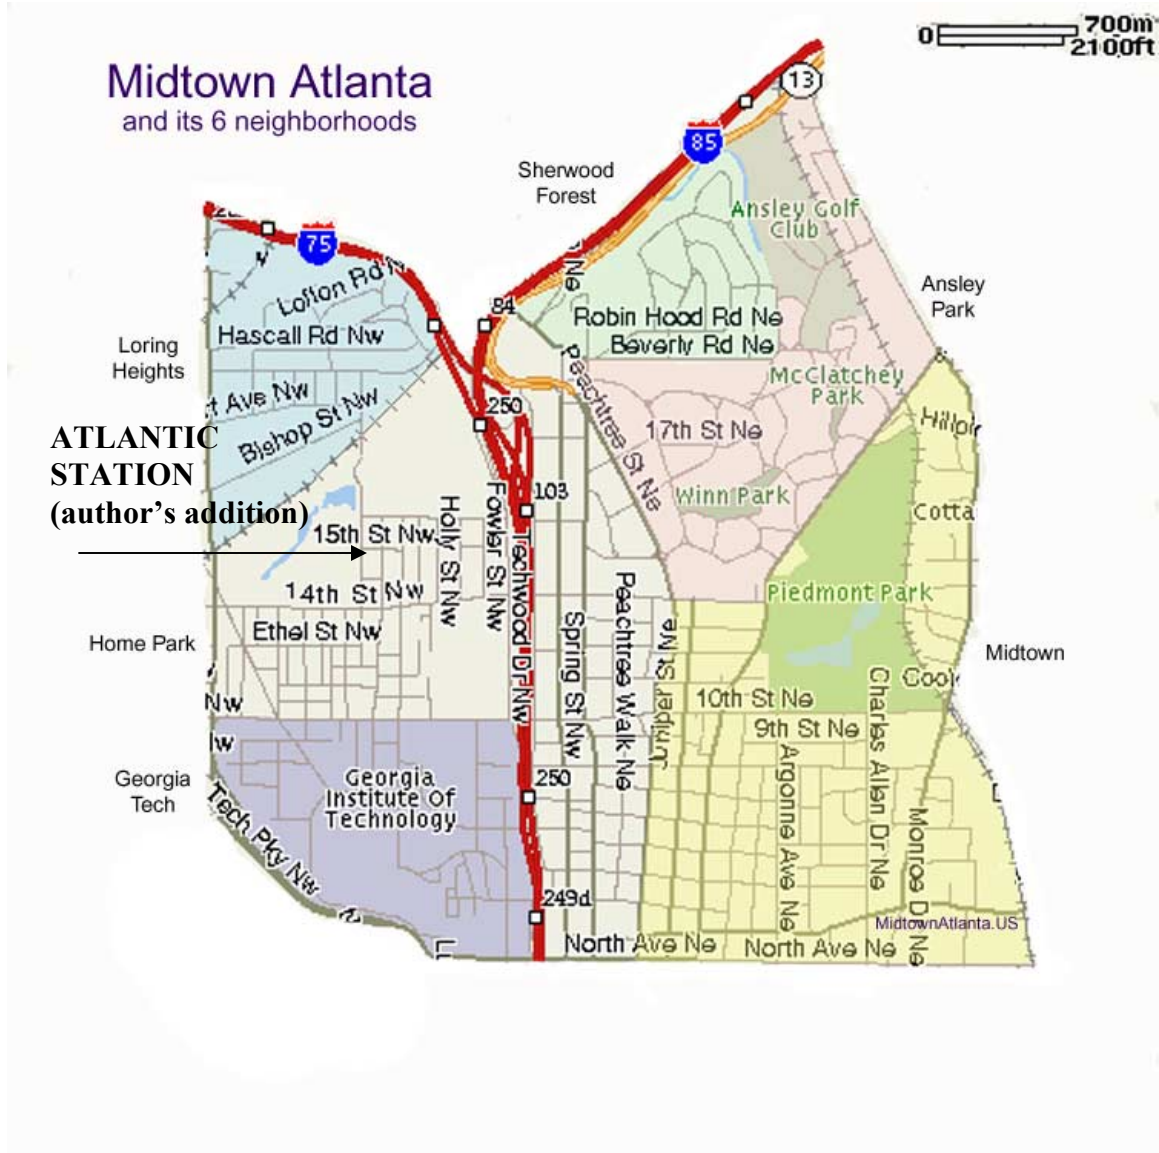 0
700m
2100ft
Midtown Atlanta
and its 6 neighborhoods
13
85
Sherwood
Forest
Ansley Golf
Club
75
Lofton Rd N
Ansley
Park
84
Robin Hood Rd Ne
Hascall Rd Nw
Beverly Rd Ne
Loring
Heights
McClatchey
Park
t Ave Nw
Bishop St Nw
250
Peachtree St Ne
17th St Ne
ATLANTIC
STATION
(author's addition)
103
Winn Park
Cotta
15th St Nw
Holly St Nw
Fowler St Nw
Techwood Dr Nw
14th St Nw
Piedmont Park
Ethel St Nw
Home Park
Spring St Nw
Peachtree Walk Ne
Juniper St Ne
Midtown
Nw
10th St Ne
9th St Ne
Charles Allen Dr Ne
Argonne Ave Ne
Monroe Dr Ne
Georgia
Tech
Georgia
Institute Of
Technology
250
Tech Pky Nw
249d
MidtownAtlanta.US
North Ave Ne
North Ave Ne